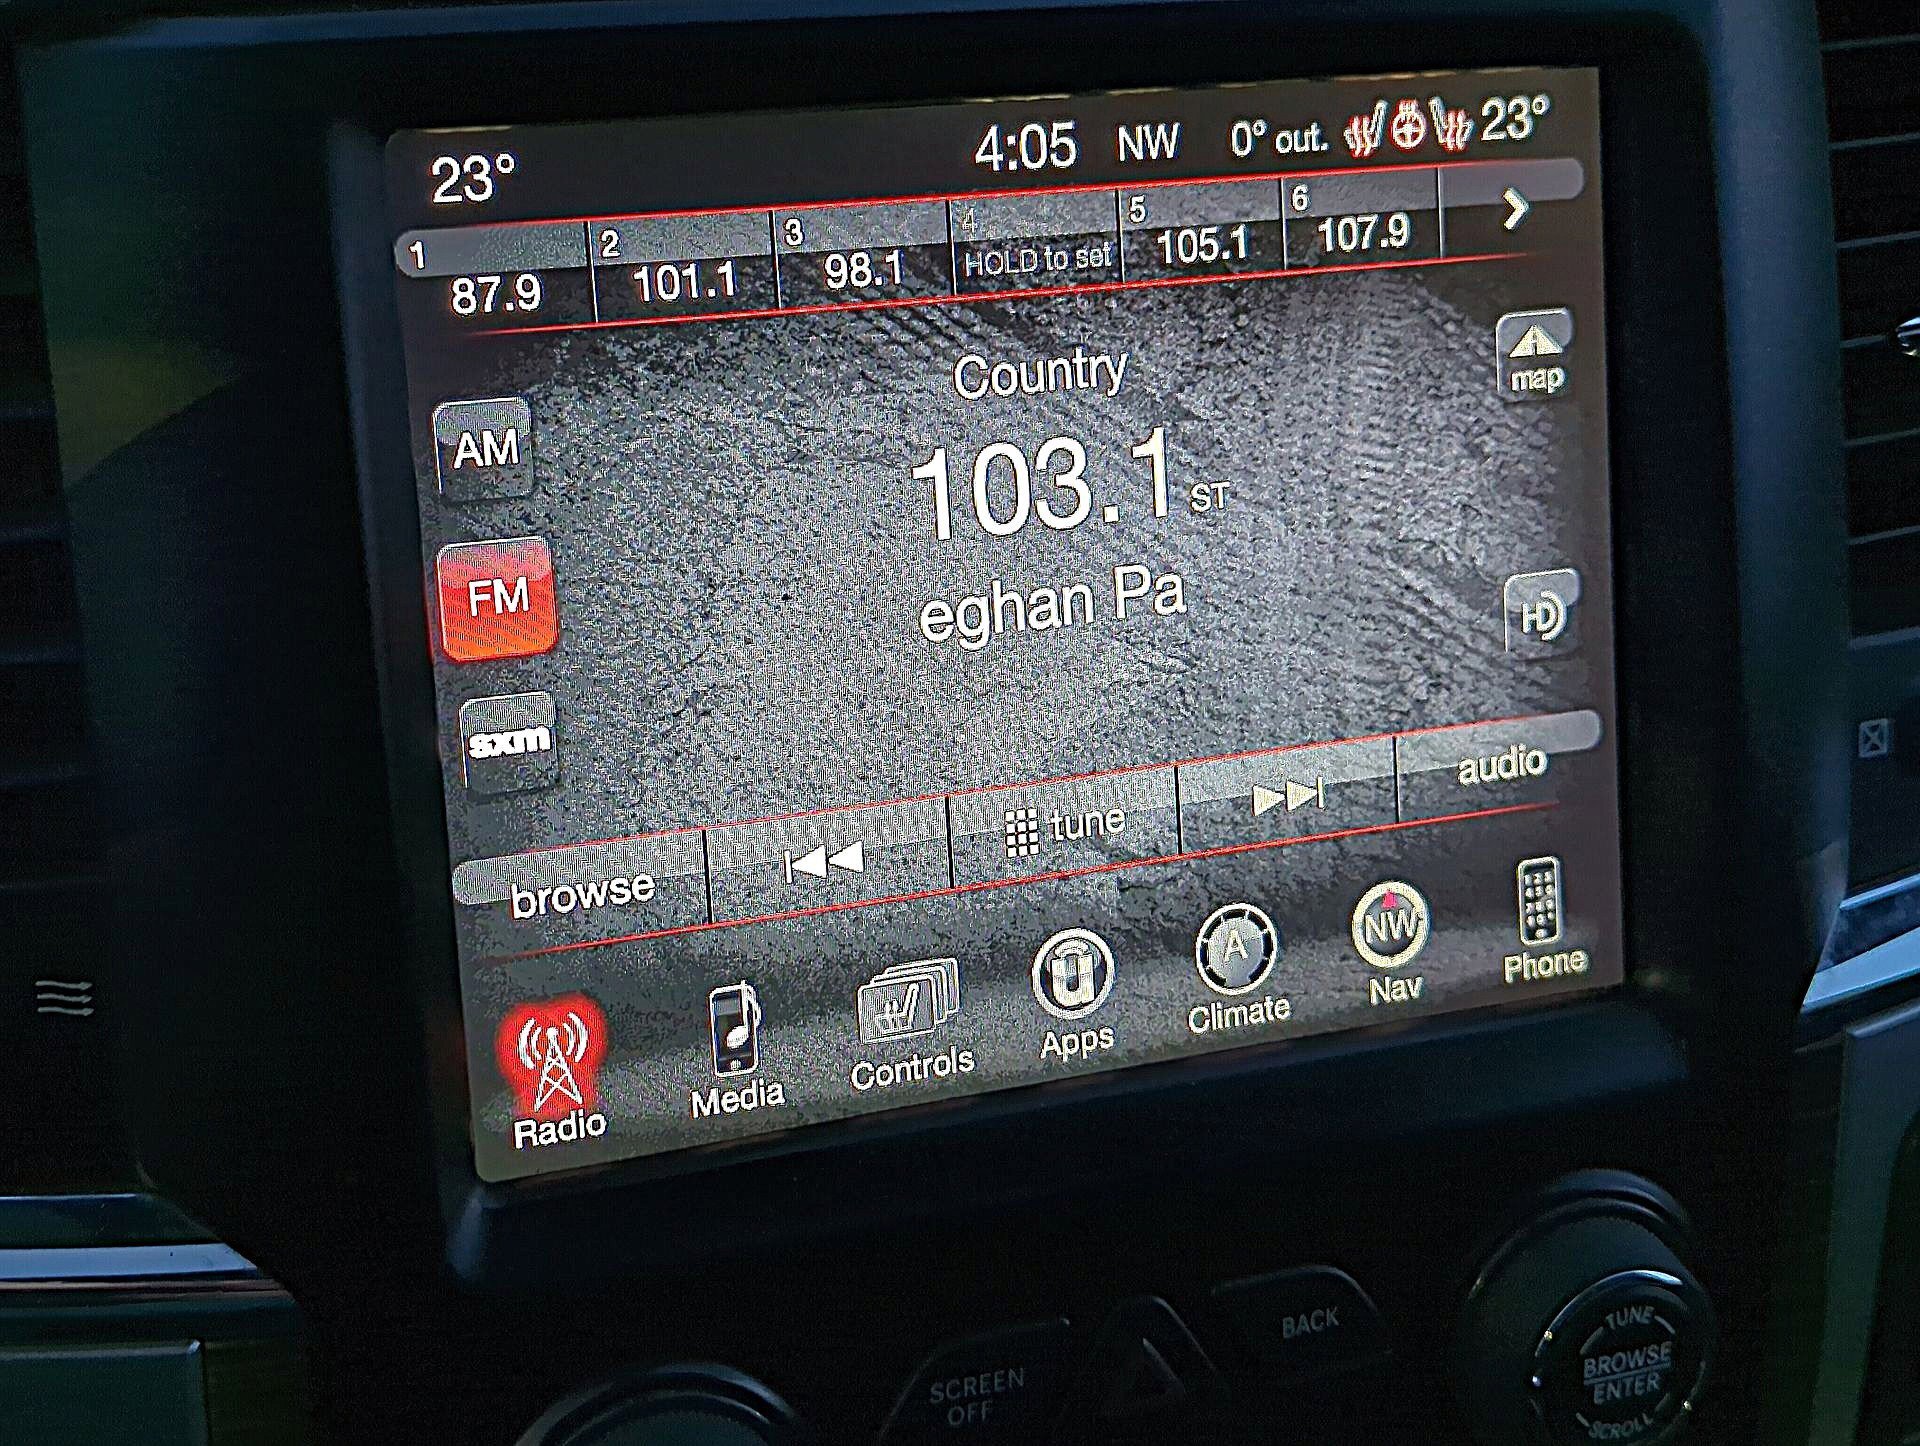 23° 4:05 NW 0° out. 23°
1 2 3 4 5 6
87.9 101.1 98.1 HOLD to set 105.1 107.9
Country
map
AM
103.1 ST
FM
eghan Pa
HD
sxm
browse tune audio
Radio Media Controls Apps A Climate NW Nav Phone
SCREEN OFF
BACK
TUNE
BROWSE
ENTER
SCROLL